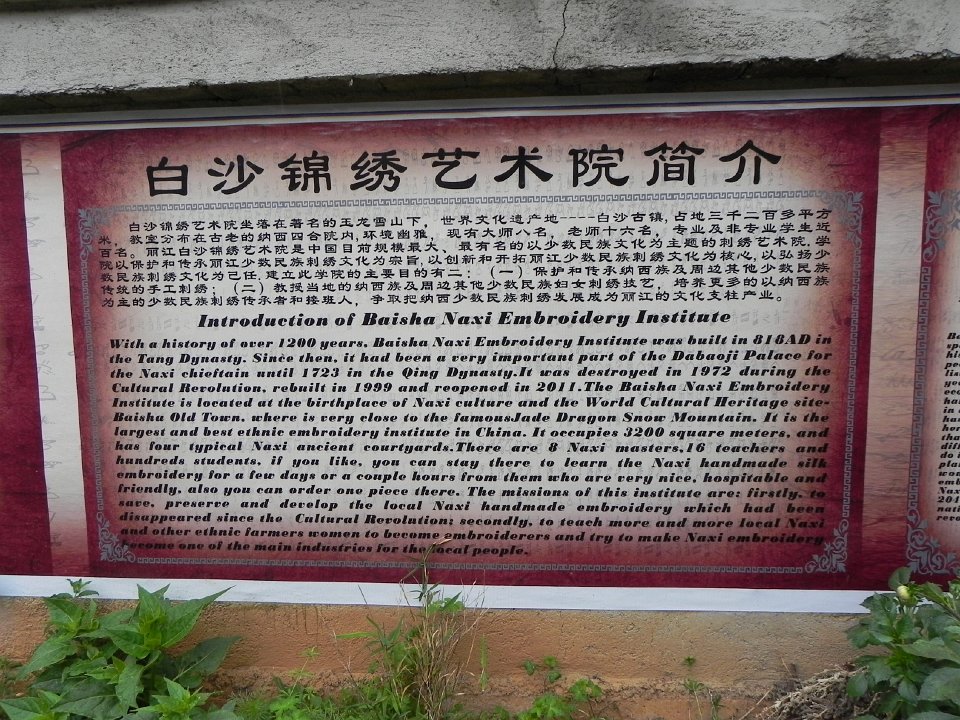 白沙锦绣艺术院简介
白沙锦绣艺术院坐落在著名的玉龙雪山下，世界文化遗产地----白沙古镇，占地三千二百多平方
米，教室分布在古老的纳西四合院内，环境幽雅，现有大师八名，老师十六名，专业及非专业学生近
百名。丽江白沙锦绣艺术院是中国目前规模最大、最有名的以少数民族文化为主题的刺绣艺术院，学
院以保护和传承丽江少数民族刺绣文化为宗旨，以创新和开拓丽江少数民族刺绣文化为核心，以弘扬少
数民族刺绣文化为己任，建立此学院的主要目的有二：（一）保护和传承纳西族及周边其他少数民族
传统的手工刺绣；（二）教授当地的纳西族及周边其他少数民族妇女刺绣技艺，培养更多的以纳西族
为主的少数民族刺绣传承者和接班人，争取把纳西少数民族刺绣发展成为丽江的文化支柱产业。
Introduction of Baisha Naxi Embroidery Institute
With a history of over 1200 years, Baisha Naxi Embroidery Institute was built in 818AD in
the Tang Dynasty. Since then, it had been a very important part of the Dabaoji Palace for
the Naxi chieftain until 1723 in the Qing Dynasty.It was destroyed in 1972 during the
Cultural Revolution, rebuilt in 1999 and reopened in 2011.The Baisha Naxi Embroidery
Institute is located at the birthplace of Naxi culture and the World Cultural Heritage site-
Baisha Old Town, where is very close to the famousJade Dragon Snow Mountain. It is the
largest and best ethnic embroidery institute in China. It occupies 3200 square meters, and
has four typical Naxi ancient courtyards.There are 8 Naxi masters,16 teachers and
hundreds students, if you like, you can stay there to learn the Naxi handmade silk
embroidery for a few days or a couple hours from them who are very nice, hospitable and
friendly, also you can order one piece there. The missions of this institute are: firstly, to
save, preserve and develop the local Naxi handmade embroidery which had been
disappeared since the Cultural Revolution; secondly, to teach more and more local Naxi
and other ethnic farmers women to become embroiderers and try to make Naxi embroidery
become one of the main industries for the local people.